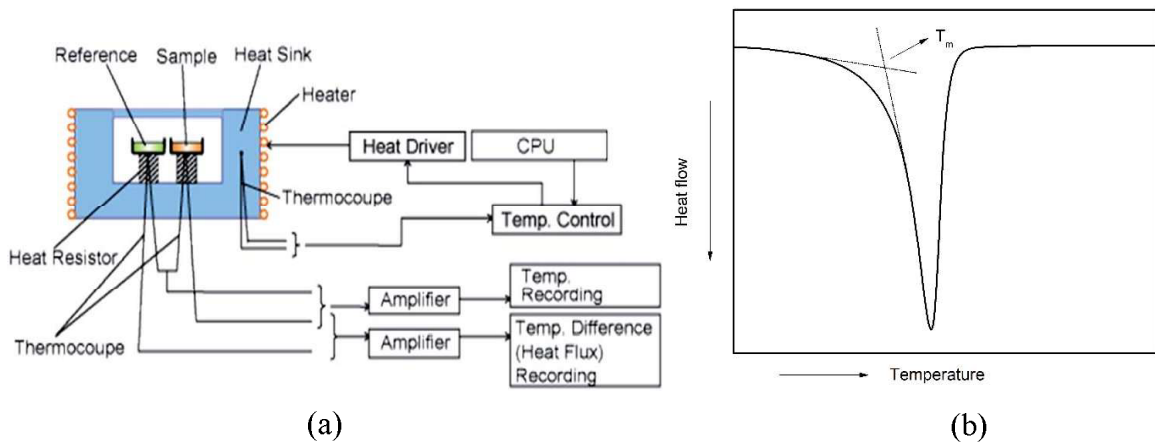 Reference
Sample
Heat Sink
Heater
Heat Driver
CPU
Thermocoupe
Temp. Control
Heat Resistor
Temp.
Recording
Amplifier
Thermocoupe
Amplifier
Temp. Difference
(Heat Flux)
Recording
(a)
Tm
Heat flow
Temperature
(b)